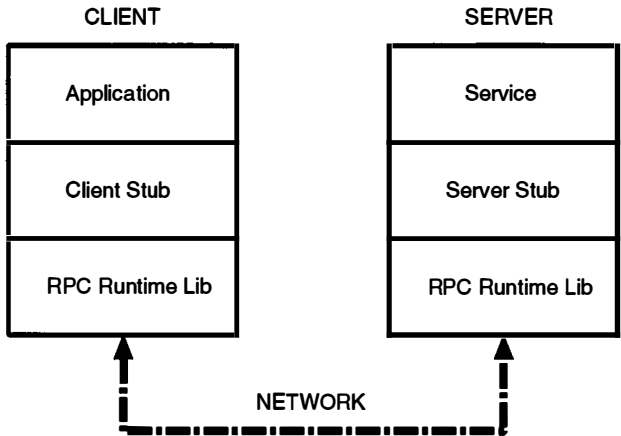 CLIENT
SERVER
Application
Service
Client Stub
Server Stub
RPC Runtime Lib
RPC Runtime Lib
NETWORK